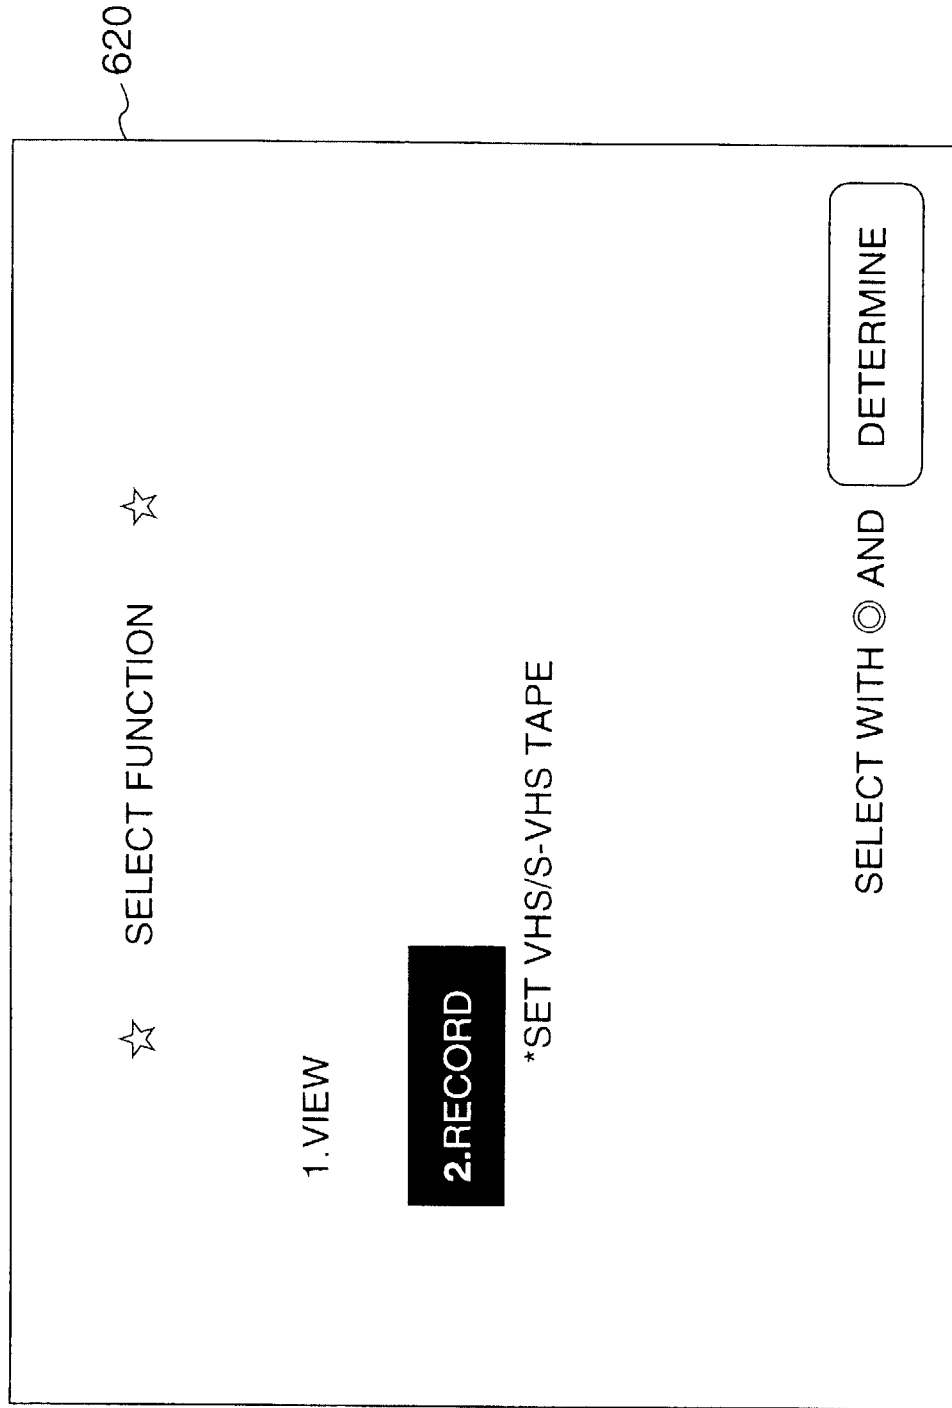 620
☆ SELECT FUNCTION ☆
1.VIEW
2.RECORD
*SET VHS/S-VHS TAPE
SELECT WITH ◎ AND DETERMINE